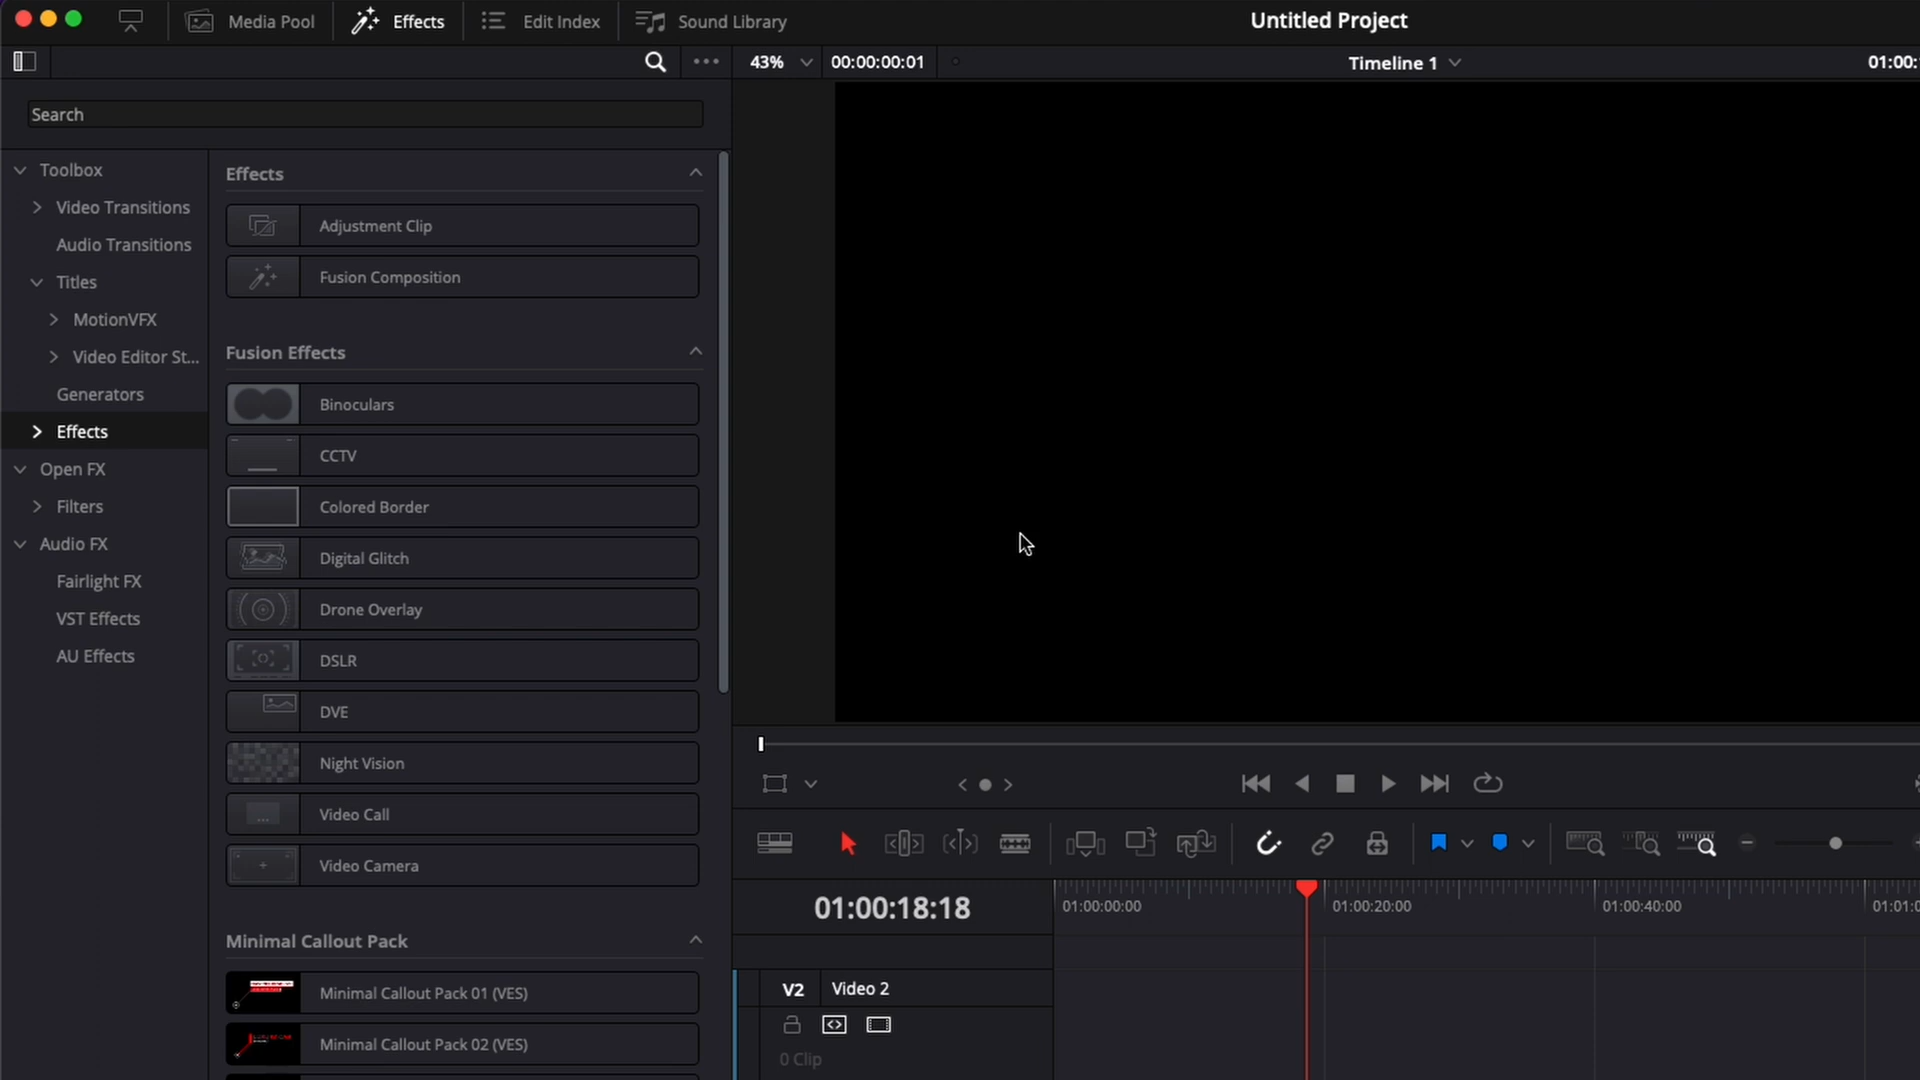 Media Pool
Effects
Edit Index
Sound Library
Untitled Project
43%
00:00:00:01
Timeline 1
01:00:
Search
Toolbox
Video Transitions
Audio Transitions
Titles
MotionVFX
Video Editor St...
Generators
Effects
Open FX
Filters
Audio FX
Fairlight FX
VST Effects
AU Effects
Effects
Adjustment Clip
Fusion Composition
Fusion Effects
Binoculars
CCTV
Colored Border
Digital Glitch
Drone Overlay
DSLR
DVE
Night Vision
Video Call
Video Camera
Minimal Callout Pack
Minimal Callout Pack 01 (VES)
Minimal Callout Pack 02 (VES)
01:00:18:18
01:00:00:00
01:00:20:00
01:00:40:00
01:01:0
V2
Video 2
0 Clip